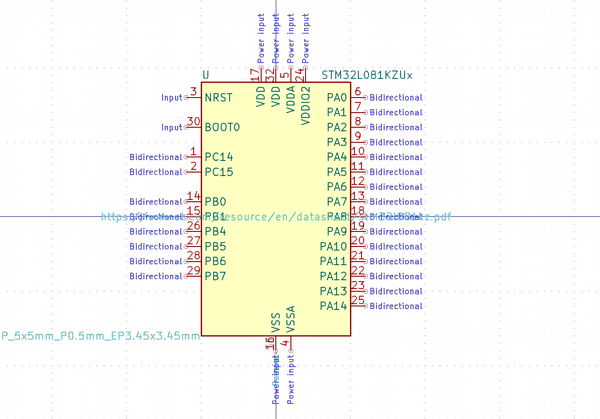 Power input Power input Power input Power input
17 32 5 24
U STM32L081KZUx
VDD VDD VDDA VDDIO2
Input 3 NRST PA0 6 Bidirectional
PA1 7 Bidirectional
Input 30 BOOT0 PA2 8 Bidirectional
PA3 9 Bidirectional
Bidirectional 1 PC14 PA4 10 Bidirectional
Bidirectional 2 PC15 PA5 11 Bidirectional
PA6 12 Bidirectional
Bidirectional 14 PB0 PA7 13 Bidirectional
Bidirectional 15 PB1 PA8 18 Bidirectional
Bidirectional 26 PB4 PA9 19 Bidirectional
Bidirectional 27 PB5 PA10 20 Bidirectional
Bidirectional 28 PB6 PA11 21 Bidirectional
Bidirectional 29 PB7 PA12 22 Bidirectional
PA13 23 Bidirectional
PA14 25 Bidirectional
VSS VSSA
P_5x5mm_P0.5mm_EP3.45x3.45mm
16 4
Power input Power input